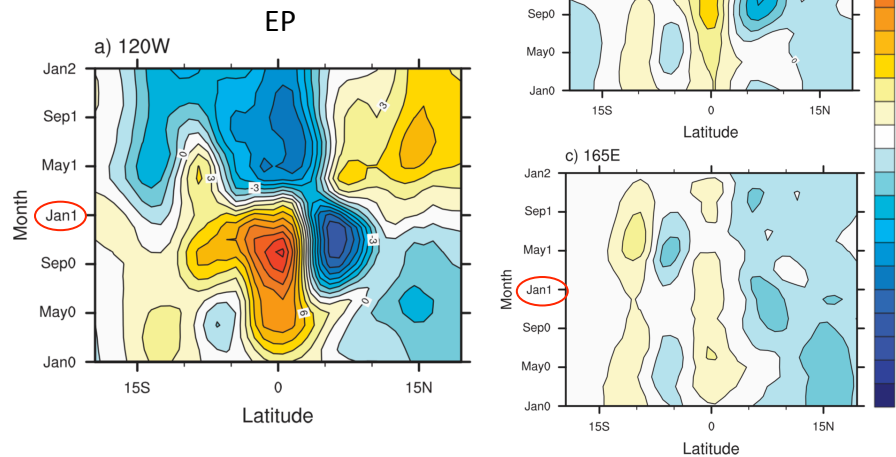 EP
a) 120W
Jan2
Sep1
May1
Jan1
Sep0
May0
Jan0
Month
0
3
-3
3
-3
0
6
15S
0
15N
Latitude
Sep0
May0
Jan0
0
15S
0
15N
Latitude
c) 165E
Jan2
Sep1
May1
Jan1
Sep0
May0
Jan0
Month
15S
0
15N
Latitude